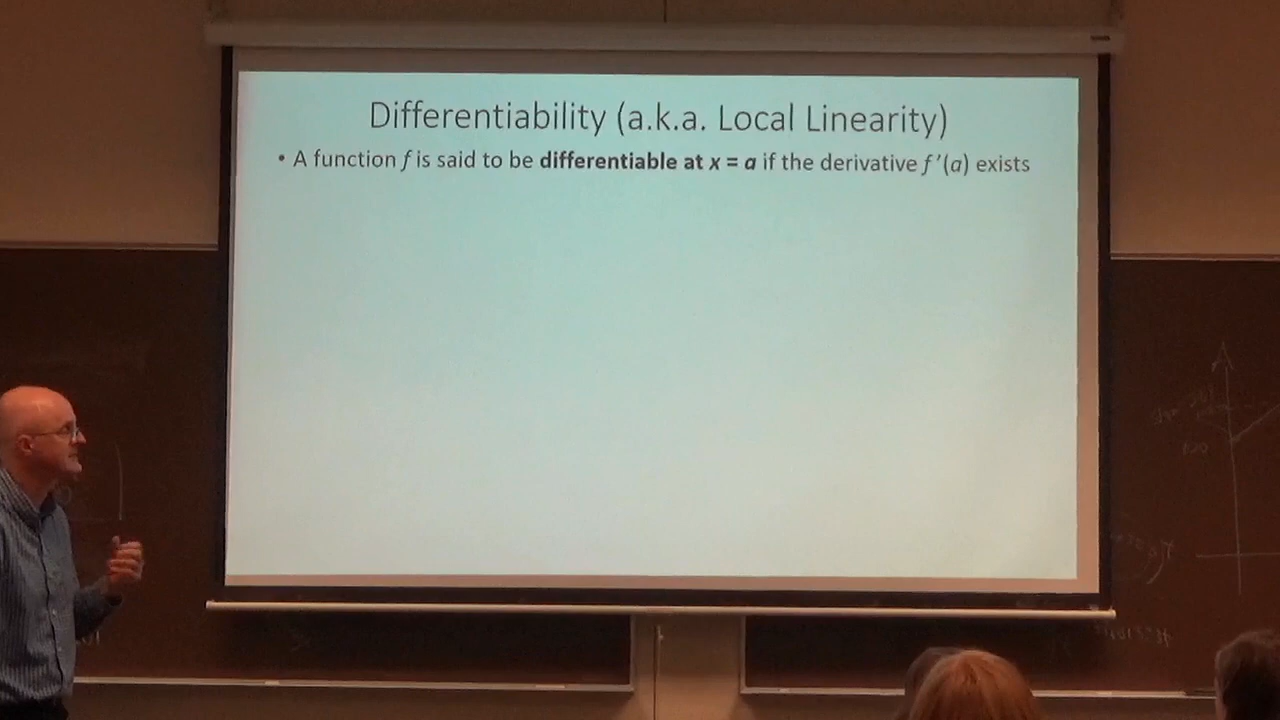 Differentiability (a.k.a. Local Linearity)
• A function f is said to be differentiable at x = a if the derivative f '(a) exists